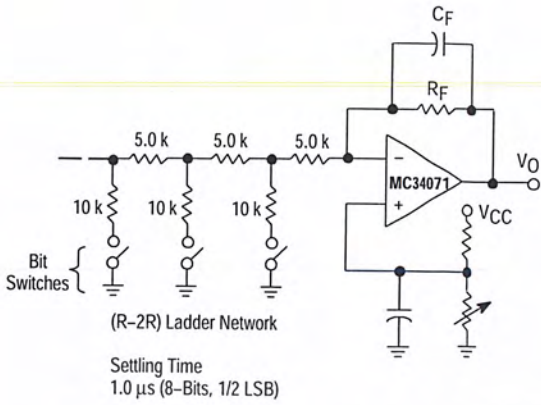 CF
RF
5.0 k
5.0 k
5.0 k
−
MC34071
+
VO
VCC
10 k
10 k
10 k
Bit
Switches
(R–2R) Ladder Network
Settling Time
1.0 µs (8–Bits, 1/2 LSB)